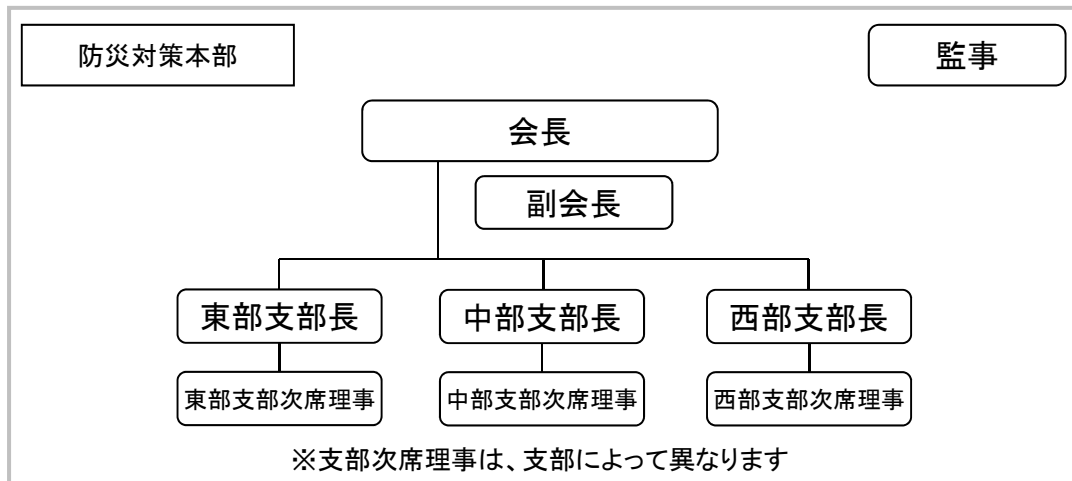 防災対策本部
監事
会長
副会長
東部支部長
中部支部長
西部支部長
東部支部次席理事
中部支部次席理事
西部支部次席理事
※支部次席理事は、支部によって異なります